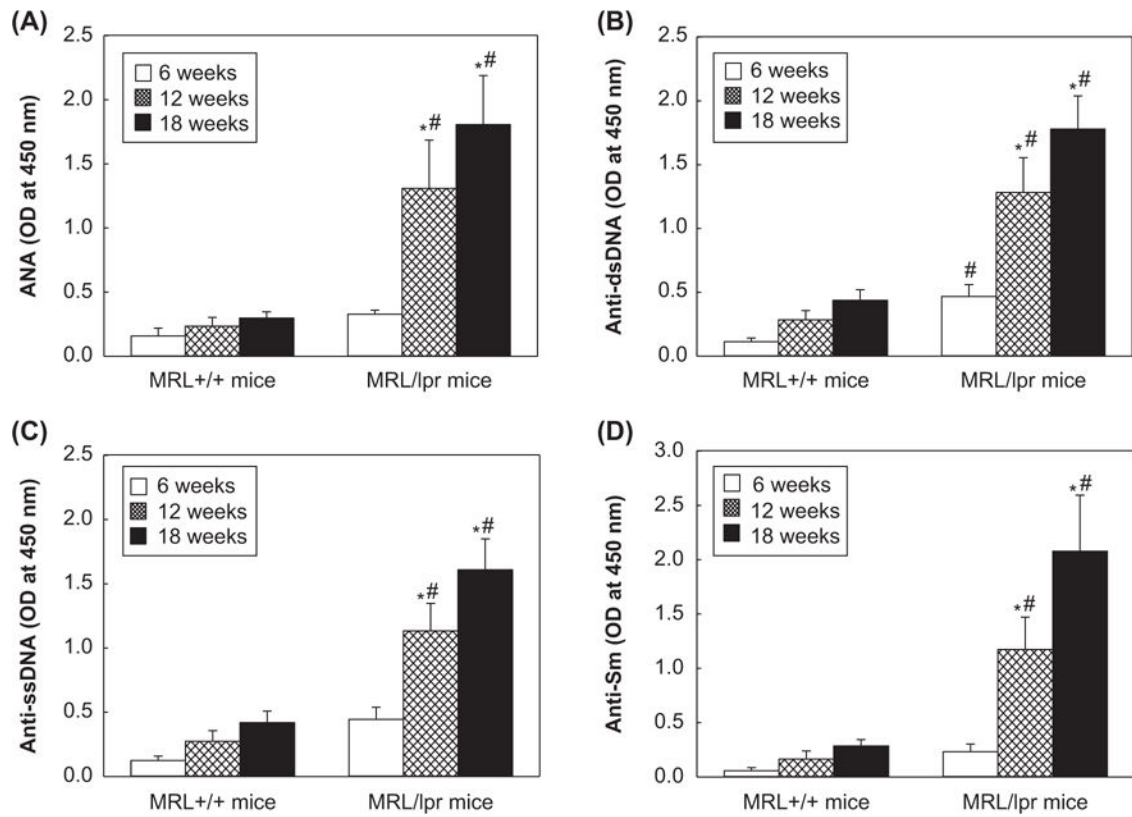 (A)
ANA (OD at 450 nm)
2.5
2.0
1.5
1.0
0.5
0.0
6 weeks
12 weeks
18 weeks
*#
*#
MRL+/+ mice
MRL/lpr mice
(B)
Anti-dsDNA (OD at 450 nm)
2.5
2.0
1.5
1.0
0.5
0.0
6 weeks
12 weeks
18 weeks
#
*#
*#
MRL+/+ mice
MRL/lpr mice
(C)
Anti-ssDNA (OD at 450 nm)
2.5
2.0
1.5
1.0
0.5
0.0
6 weeks
12 weeks
18 weeks
*#
*#
MRL+/+ mice
MRL/lpr mice
(D)
Anti-Sm (OD at 450 nm)
3.0
2.5
2.0
1.5
1.0
0.5
0.0
6 weeks
12 weeks
18 weeks
*#
*#
MRL+/+ mice
MRL/lpr mice